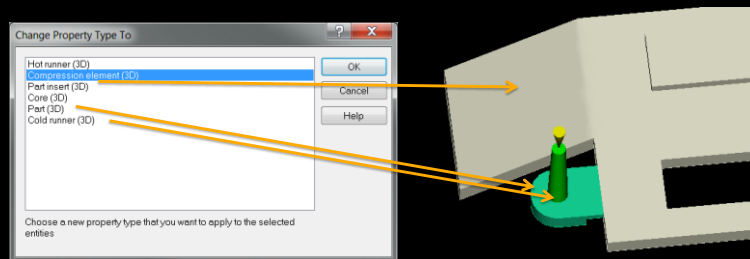 Change Property Type To
Hot runner (3D)
Compression element (3D)
Part insert (3D)
Core (3D)
Part (3D)
Cold runner (3D)
OK
Cancel
Help
Choose a new property type that you want to apply to the selected
entities